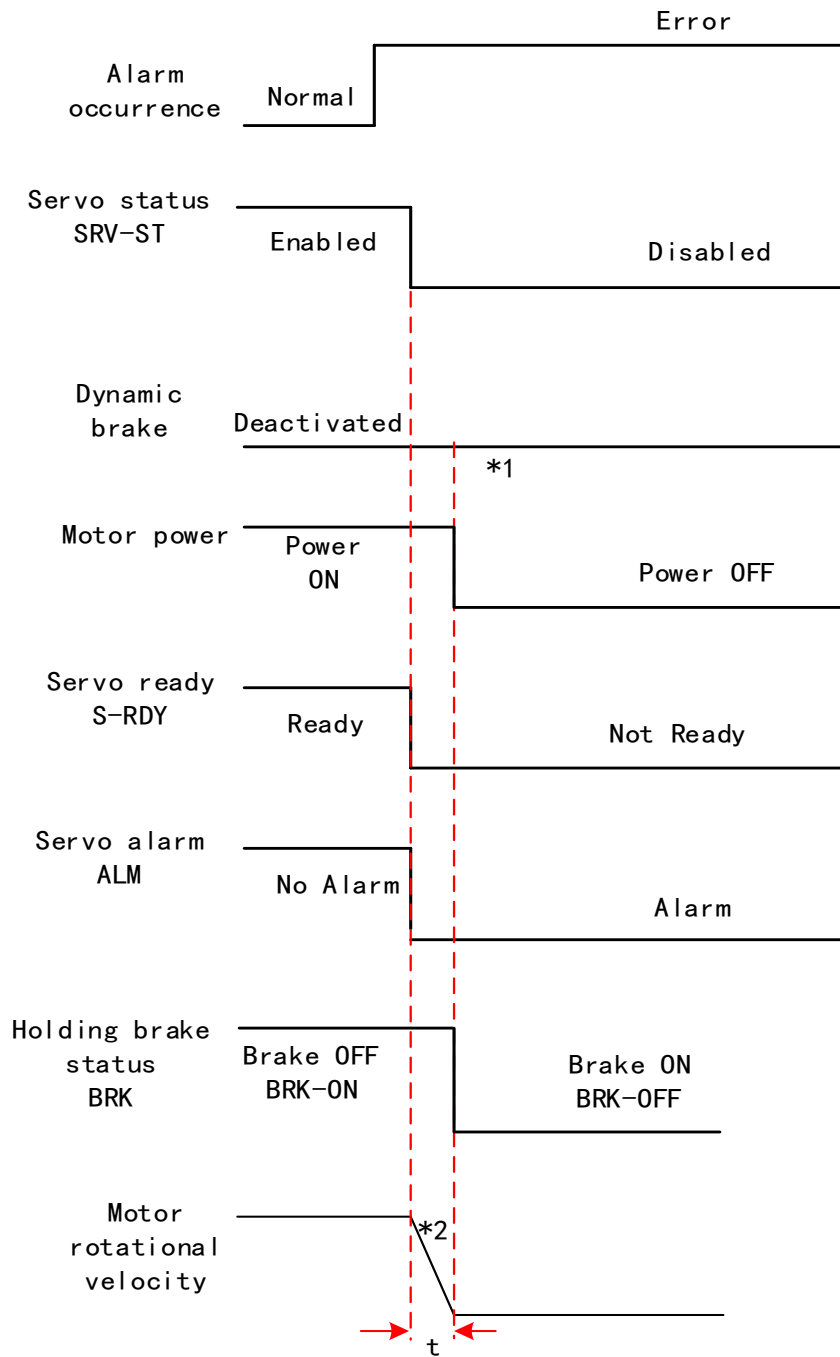 Error
Alarm
occurrence
Normal
Servo status
SRV-ST
Enabled
Disabled
Dynamic
brake
Deactivated
*1
Motor power
Power
ON
Power OFF
Servo ready
S-RDY
Ready
Not Ready
Servo alarm
ALM
No Alarm
Alarm
Holding brake
status
BRK
Brake OFF
BRK-ON
Brake ON
BRK-OFF
Motor
rotational
velocity
*2
t